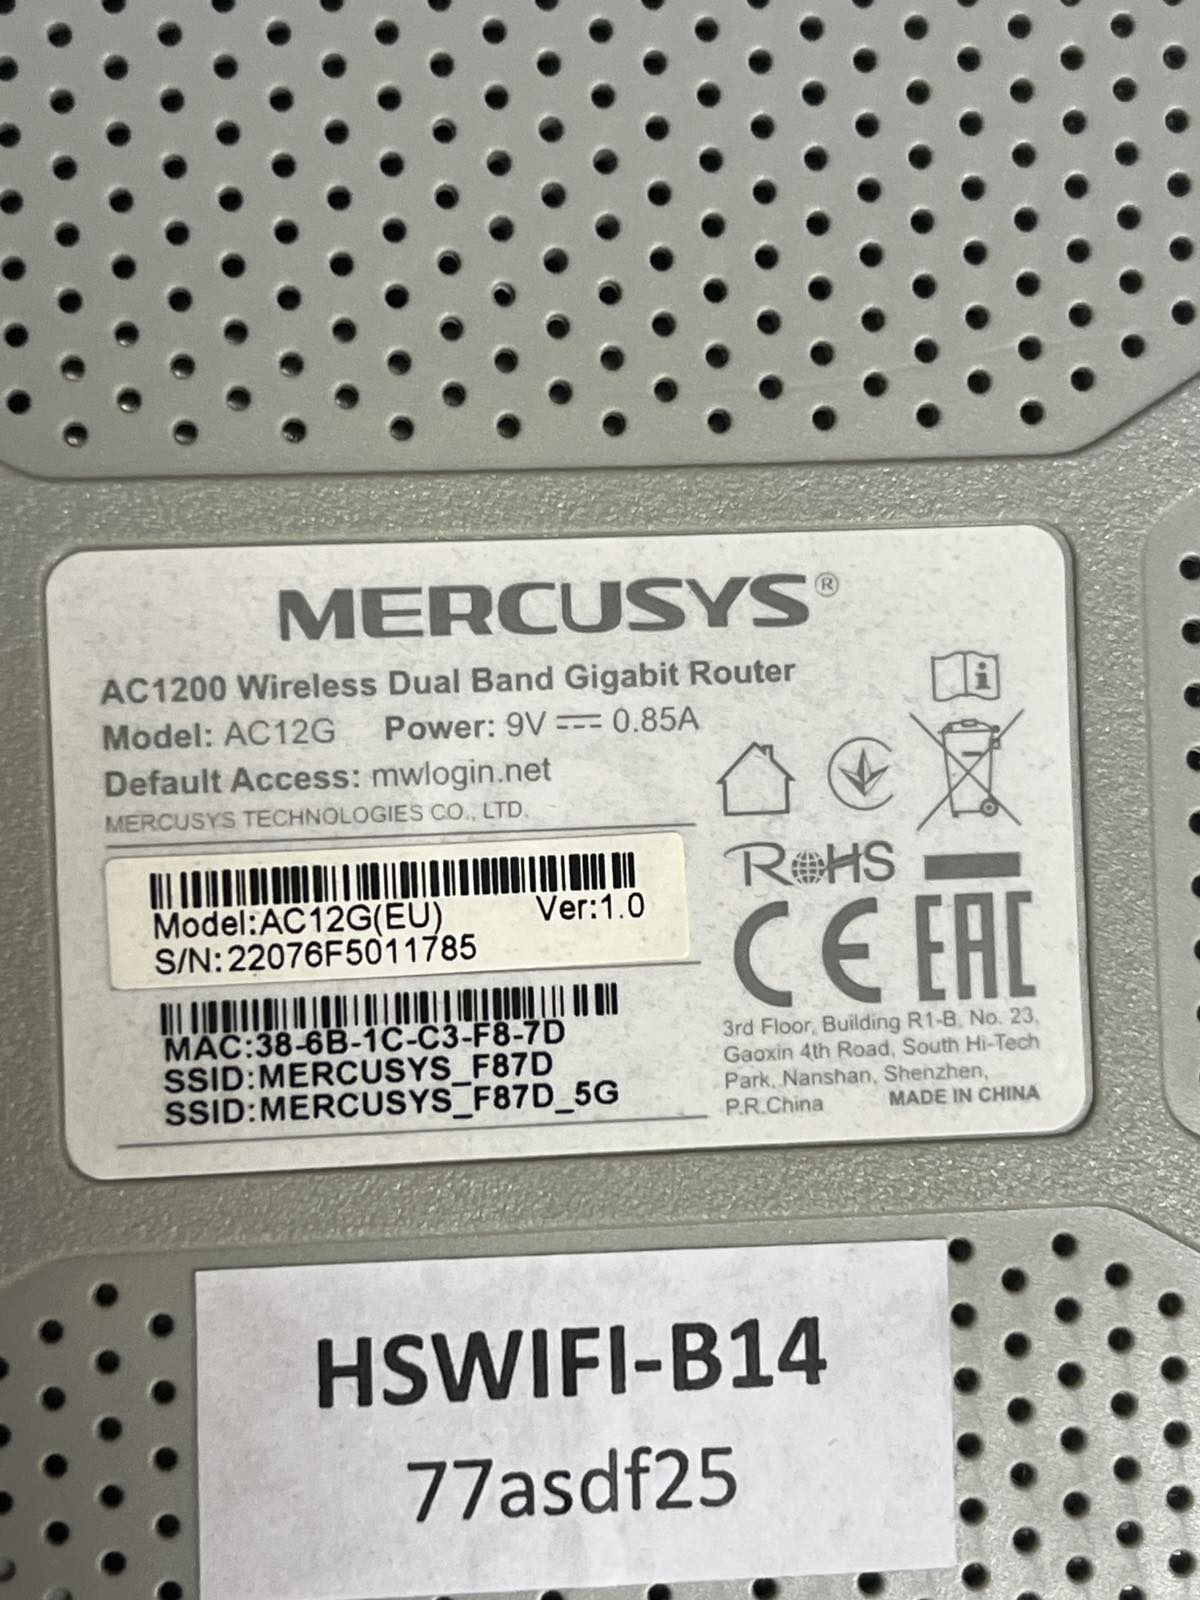 MERCUSYS®
AC1200 Wireless Dual Band Gigabit Router
Model: AC12G Power: 9V ⎓ 0.85A
Default Access: mwlogin.net
MERCUSYS TECHNOLOGIES CO., LTD.
Model:AC12G(EU) Ver:1.0
S/N:22076F5011785
MAC:38-6B-1C-C3-F8-7D
SSID:MERCUSYS_F87D
SSID:MERCUSYS_F87D_5G
i
RoHS
CE EAC
3rd Floor, Building R1-B, No. 23,
Gaoxin 4th Road, South Hi-Tech
Park, Nanshan, Shenzhen,
P.R.China MADE IN CHINA
HSWIFI-B14
77asdf25